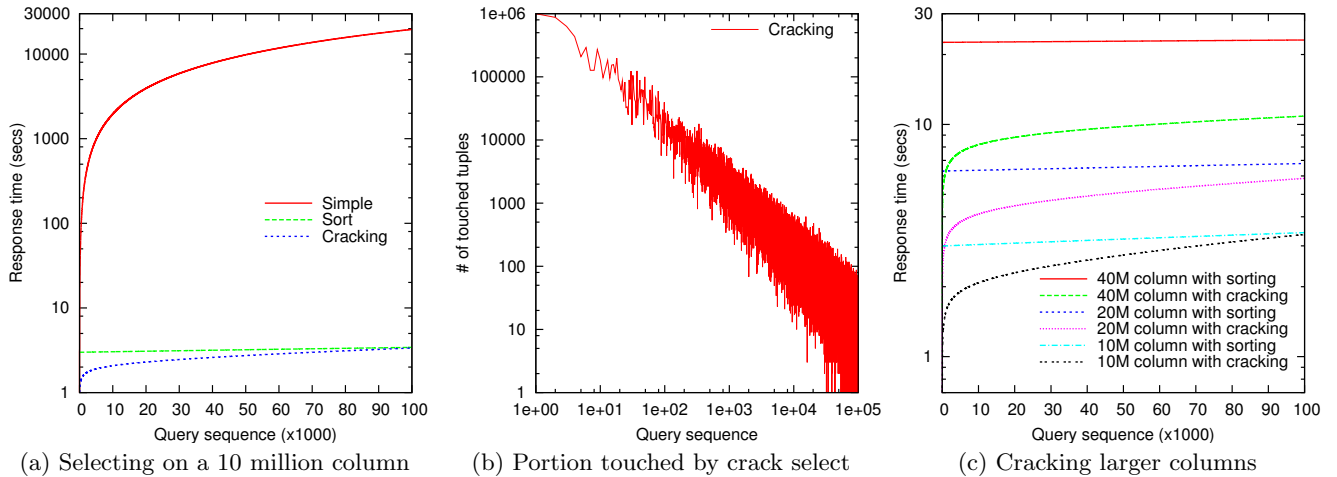 30000
10000
1000
100
10
1
Response time (secs)
0 10 20 30 40 50 60 70 80 90 100
Query sequence (x1000)
Simple
Sort
Cracking
(a) Selecting on a 10 million column
1e+06
100000
10000
1000
100
10
1
# of touched tuples
1e+00 1e+01 1e+02 1e+03 1e+04 1e+05
Query sequence
Cracking
(b) Portion touched by crack select
30
10
1
Response time (secs)
0 10 20 30 40 50 60 70 80 90 100
Query sequence (x1000)
40M column with sorting
40M column with cracking
20M column with sorting
20M column with cracking
10M column with sorting
10M column with cracking
(c) Cracking larger columns